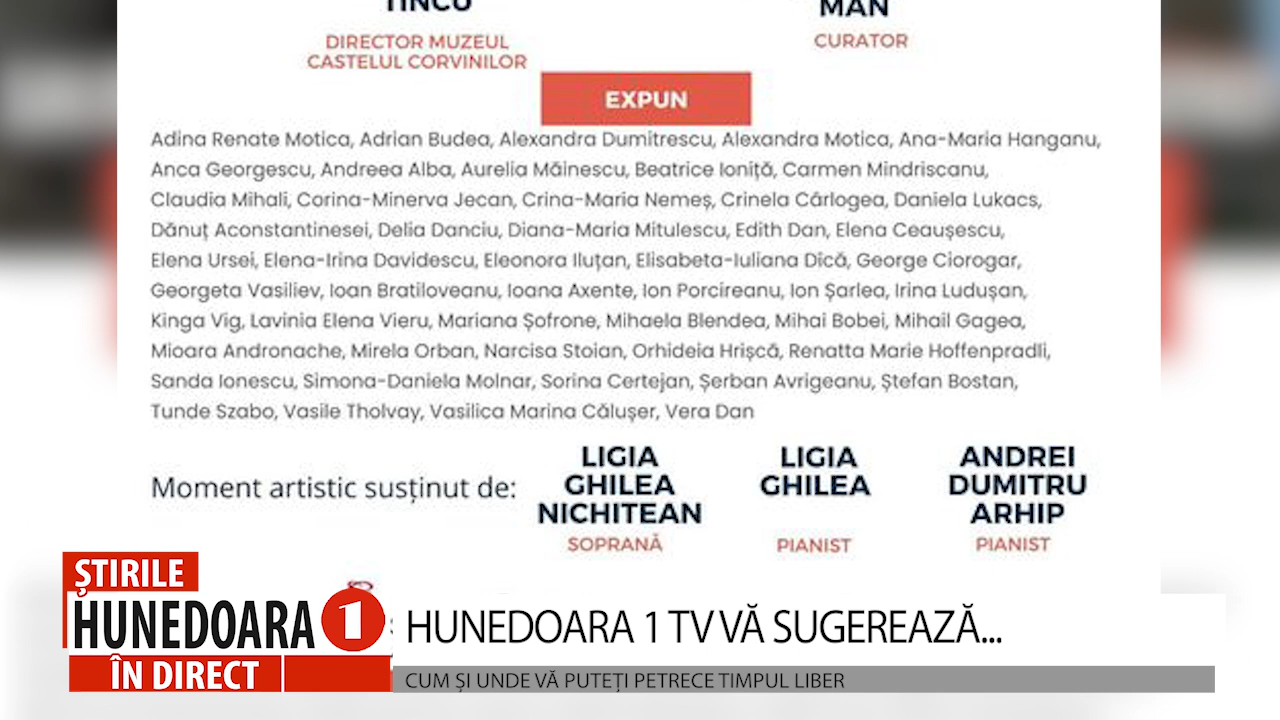 TINCU
MAN
DIRECTOR MUZEUL
CASTELUL CORVINILOR
CURATOR
EXPUN
Adina Renate Motica, Adrian Budea, Alexandra Dumitrescu, Alexandra Motica, Ana-Maria Hanganu,
Anca Georgescu, Andreea Alba, Aurelia Măinescu, Beatrice Ioniță, Carmen Mindriscanu,
Claudia Mihali, Corina-Minerva Jecan, Crina-Maria Nemeș, Crinela Cârlogea, Daniela Lukacs,
Dănuț Aconstantinesei, Delia Danciu, Diana-Maria Mitulescu, Edith Dan, Elena Ceaușescu,
Elena Ursei, Elena-Irina Davidescu, Eleonora Iluțan, Elisabeta-Iuliana Dică, George Ciorogar,
Georgeta Vasiliev, Ioan Bratiloveanu, Ioana Axente, Ion Porcireanu, Ion Șarlea, Irina Ludușan,
Kinga Vig, Lavinia Elena Vieru, Mariana Șofrone, Mihaela Blendea, Mihai Bobei, Mihail Gagea,
Mioara Andronache, Mirela Orban, Narcisa Stoian, Orhideia Hrișcă, Renatta Marie Hoffenpradli,
Sanda Ionescu, Simona-Daniela Molnar, Sorina Certejan, Șerban Avrigeanu, Ștefan Bostan,
Tunde Szabo, Vasile Tholvay, Vasilica Marina Călușer, Vera Dan
Moment artistic susținut de:
LIGIA
GHILEA
NICHITEAN
SOPRANĂ
LIGIA
GHILEA
PIANIST
ANDREI
DUMITRU
ARHIP
PIANIST
ȘTIRILE
HUNEDOARA 1
ÎN DIRECT
HUNEDOARA 1 TV VĂ SUGEREAZĂ...
CUM ȘI UNDE VĂ PUTEȚI PETRECE TIMPUL LIBER